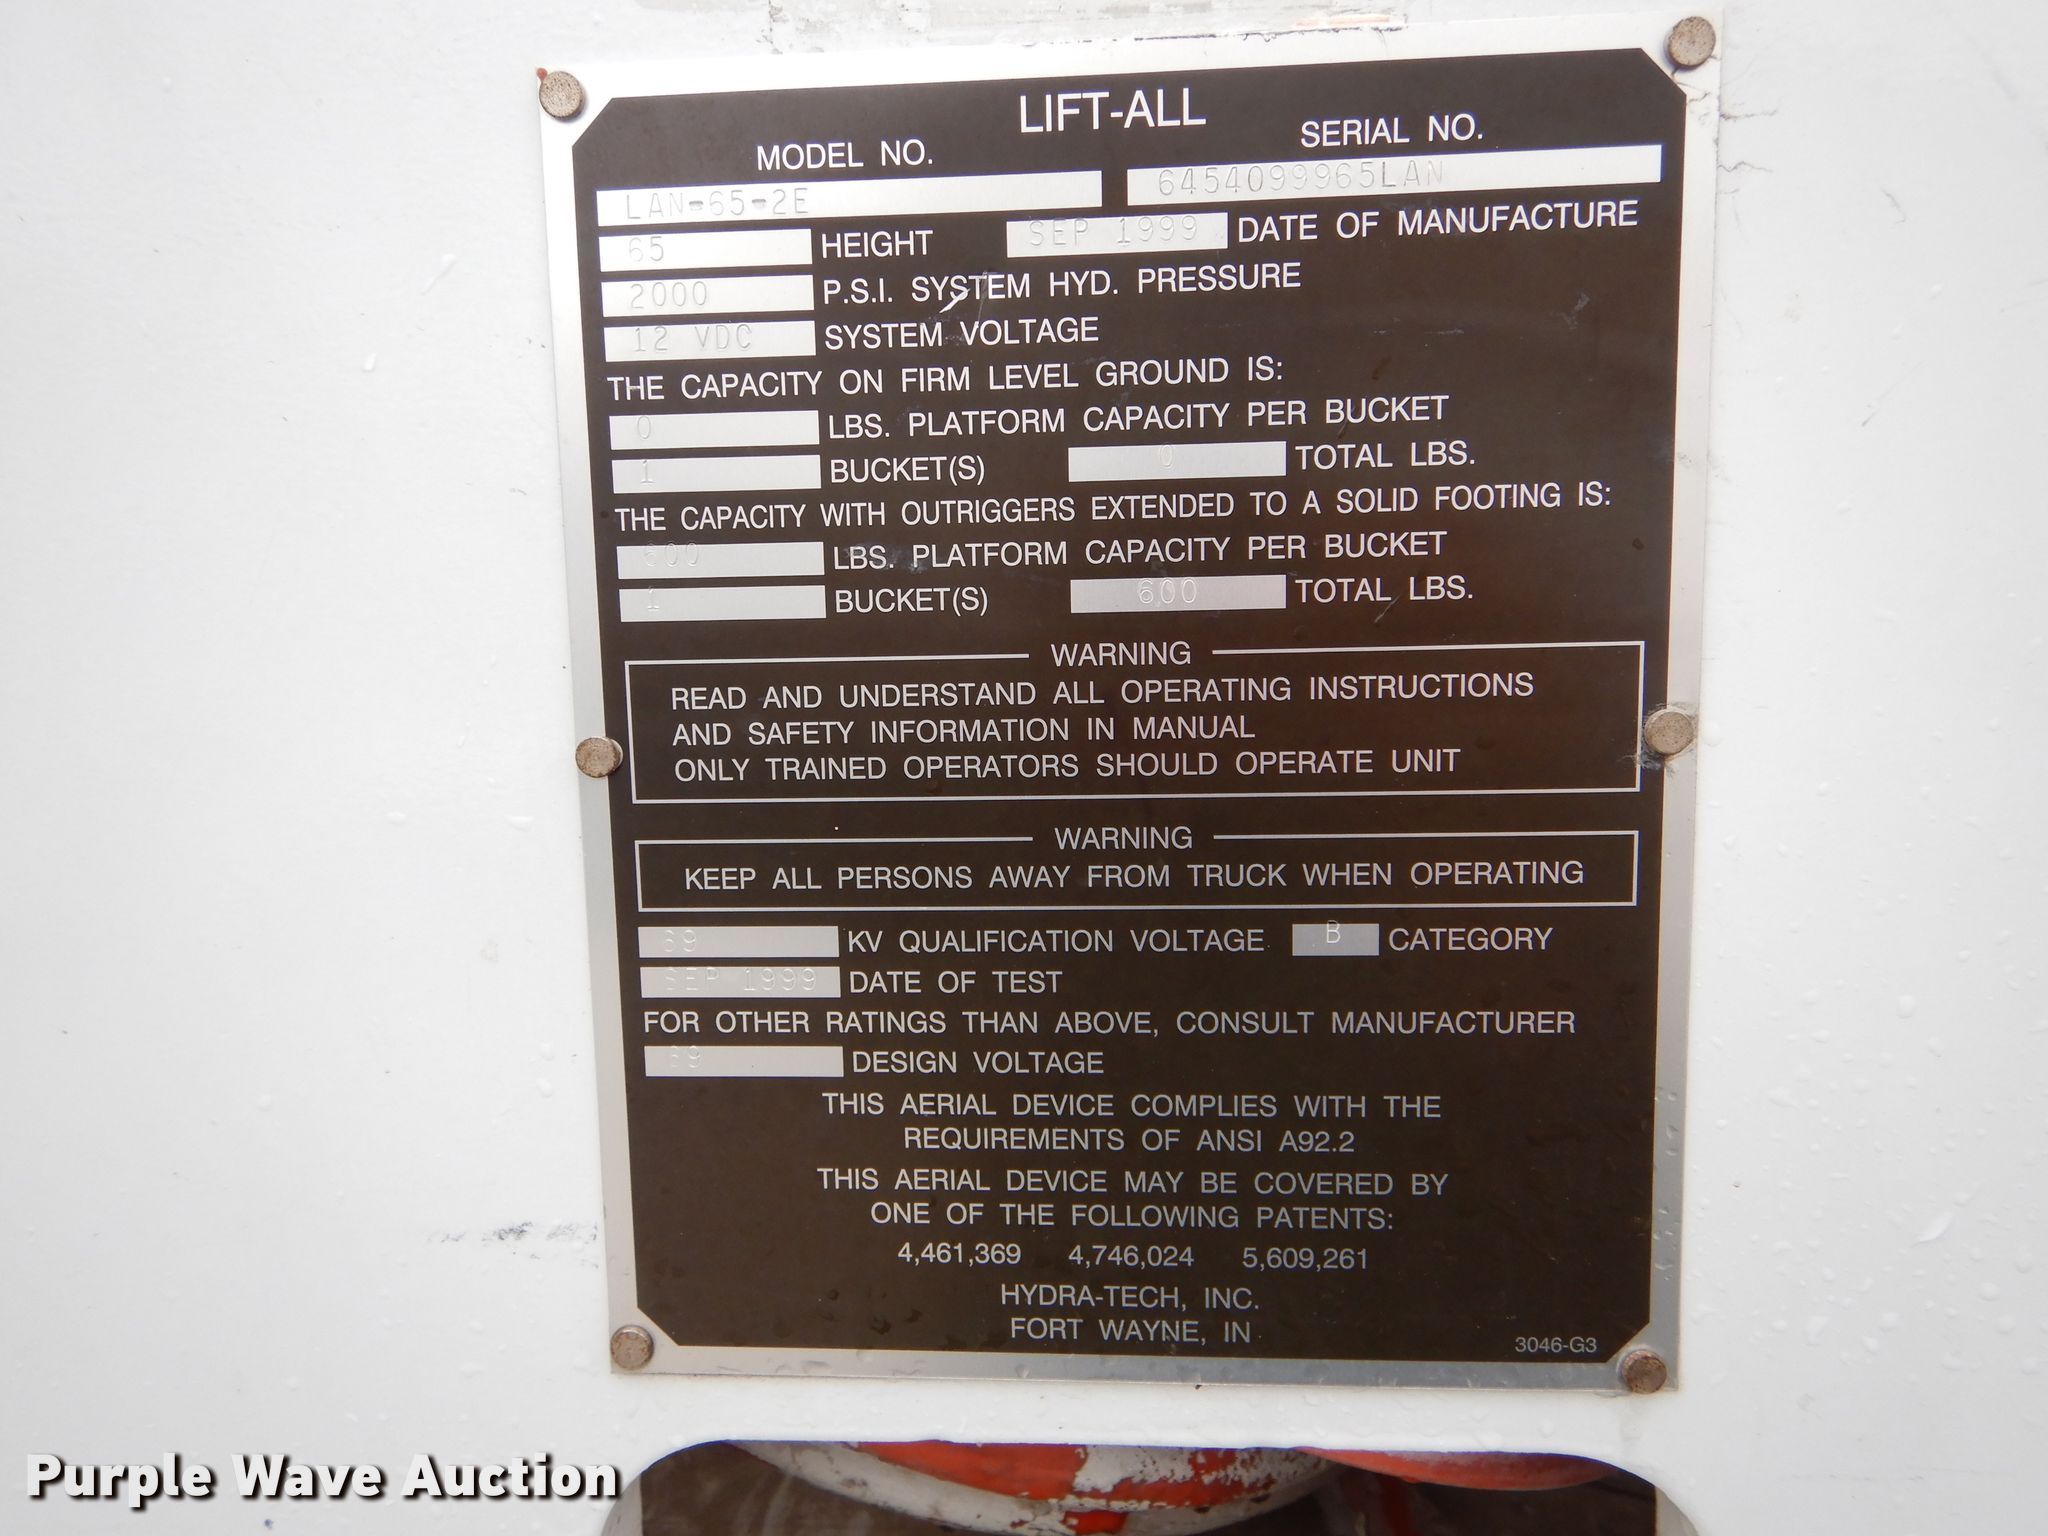 LIFT-ALL
MODEL NO. SERIAL NO.
LAN-65-2E 6454099965LAN
65 HEIGHT SEP 1999 DATE OF MANUFACTURE
2000 P.S.I. SYSTEM HYD. PRESSURE
12 VDC SYSTEM VOLTAGE
THE CAPACITY ON FIRM LEVEL GROUND IS:
0 LBS. PLATFORM CAPACITY PER BUCKET
1 BUCKET(S) 0 TOTAL LBS.
THE CAPACITY WITH OUTRIGGERS EXTENDED TO A SOLID FOOTING IS:
600 LBS. PLATFORM CAPACITY PER BUCKET
1 BUCKET(S) 600 TOTAL LBS.
WARNING
READ AND UNDERSTAND ALL OPERATING INSTRUCTIONS
AND SAFETY INFORMATION IN MANUAL
ONLY TRAINED OPERATORS SHOULD OPERATE UNIT
WARNING
KEEP ALL PERSONS AWAY FROM TRUCK WHEN OPERATING
69 KV QUALIFICATION VOLTAGE B CATEGORY
SEP 1999 DATE OF TEST
FOR OTHER RATINGS THAN ABOVE, CONSULT MANUFACTURER
69 DESIGN VOLTAGE
THIS AERIAL DEVICE COMPLIES WITH THE
REQUIREMENTS OF ANSI A92.2
THIS AERIAL DEVICE MAY BE COVERED BY
ONE OF THE FOLLOWING PATENTS:
4,461,369 4,746,024 5,609,261
HYDRA-TECH, INC.
FORT WAYNE, IN
3046-G3
Purple Wave Auction